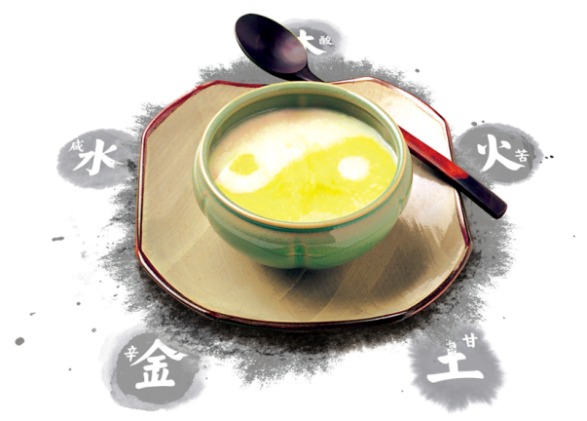 木 酸
咸 水
火 苦
辛 金
土 甘